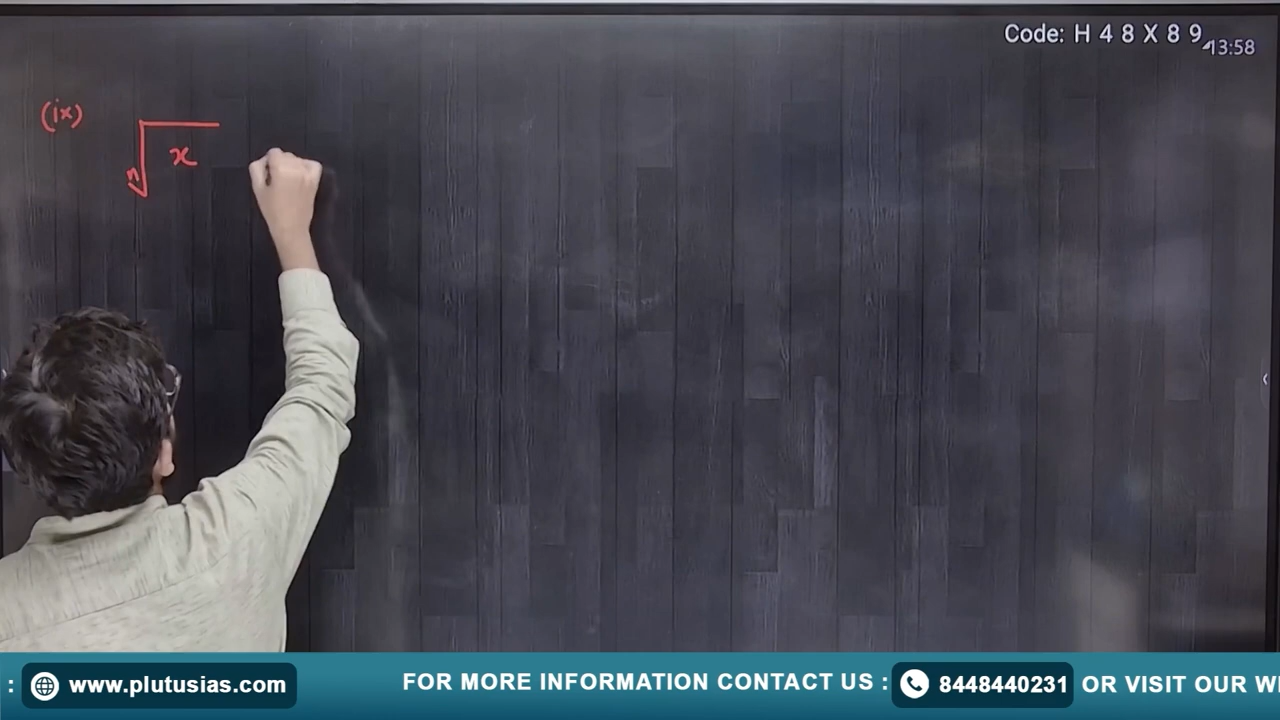 Code: H 4 8 X 8 9
13:58
(ix) ⁿ√x
: www.plutusias.com FOR MORE INFORMATION CONTACT US : 8448440231 OR VISIT OUR